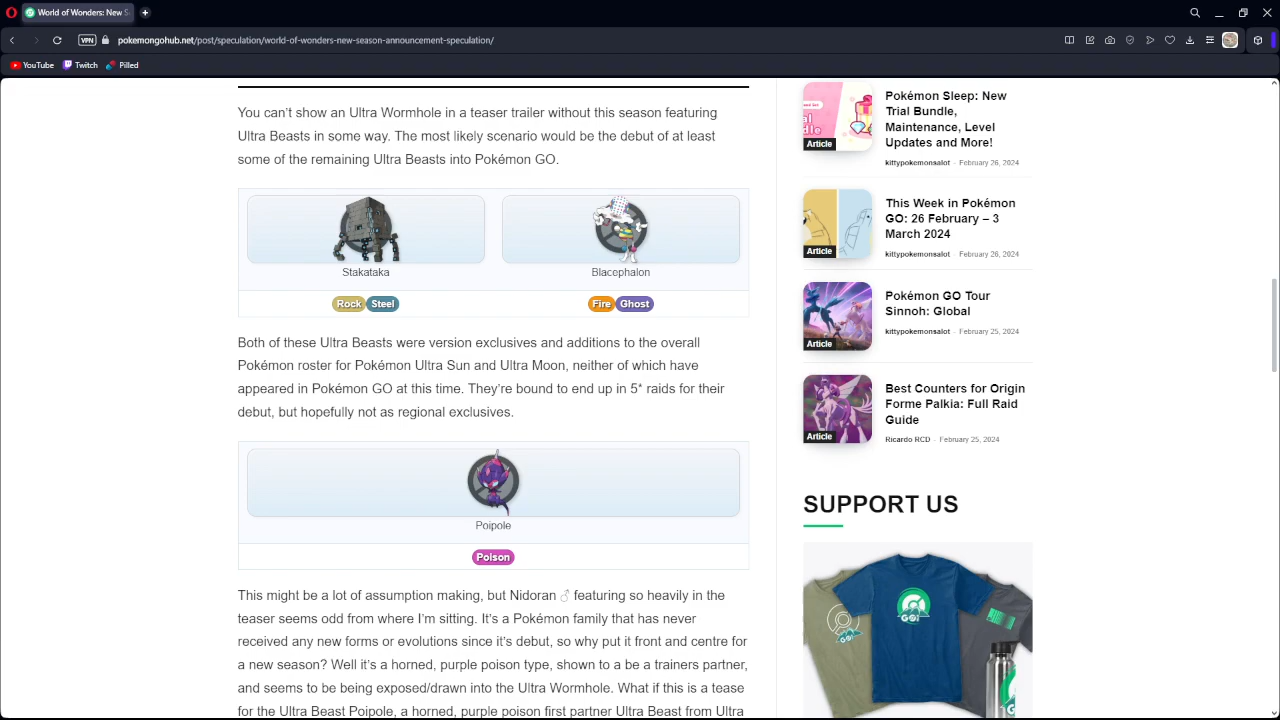 World of Wonders: New S
VPN
pokemongohub.net/post/speculation/world-of-wonders-new-season-announcement-speculation/
YouTube
Twitch
Pilled
You can't show an Ultra Wormhole in a teaser trailer without this season featuring
Ultra Beasts in some way. The most likely scenario would be the debut of at least
some of the remaining Ultra Beasts into Pokémon GO.
Stakataka
Blacephalon
Rock Steel
Fire Ghost
Both of these Ultra Beasts were version exclusives and additions to the overall
Pokémon roster for Pokémon Ultra Sun and Ultra Moon, neither of which have
appeared in Pokémon GO at this time. They're bound to end up in 5* raids for their
debut, but hopefully not as regional exclusives.
Poipole
Poison
This might be a lot of assumption making, but Nidoran ♂ featuring so heavily in the
teaser seems odd from where I'm sitting. It's a Pokémon family that has never
received any new forms or evolutions since it's debut, so why put it front and centre for
a new season? Well it's a horned, purple poison type, shown to a be a trainers partner,
and seems to be being exposed/drawn into the Ultra Wormhole. What if this is a tease
for the Ultra Beast Poipole, a horned, purple poison first partner Ultra Beast from Ultra
Article
Pokémon Sleep: New
Trial Bundle,
Maintenance, Level
Updates and More!
kittypokemonsalot - February 26, 2024
Article
This Week in Pokémon
GO: 26 February – 3
March 2024
kittypokemonsalot - February 26, 2024
Article
Pokémon GO Tour
Sinnoh: Global
kittypokemonsalot - February 25, 2024
Article
Best Counters for Origin
Forme Palkia: Full Raid
Guide
Ricardo RCD - February 25, 2024
SUPPORT US
GO!
GO!